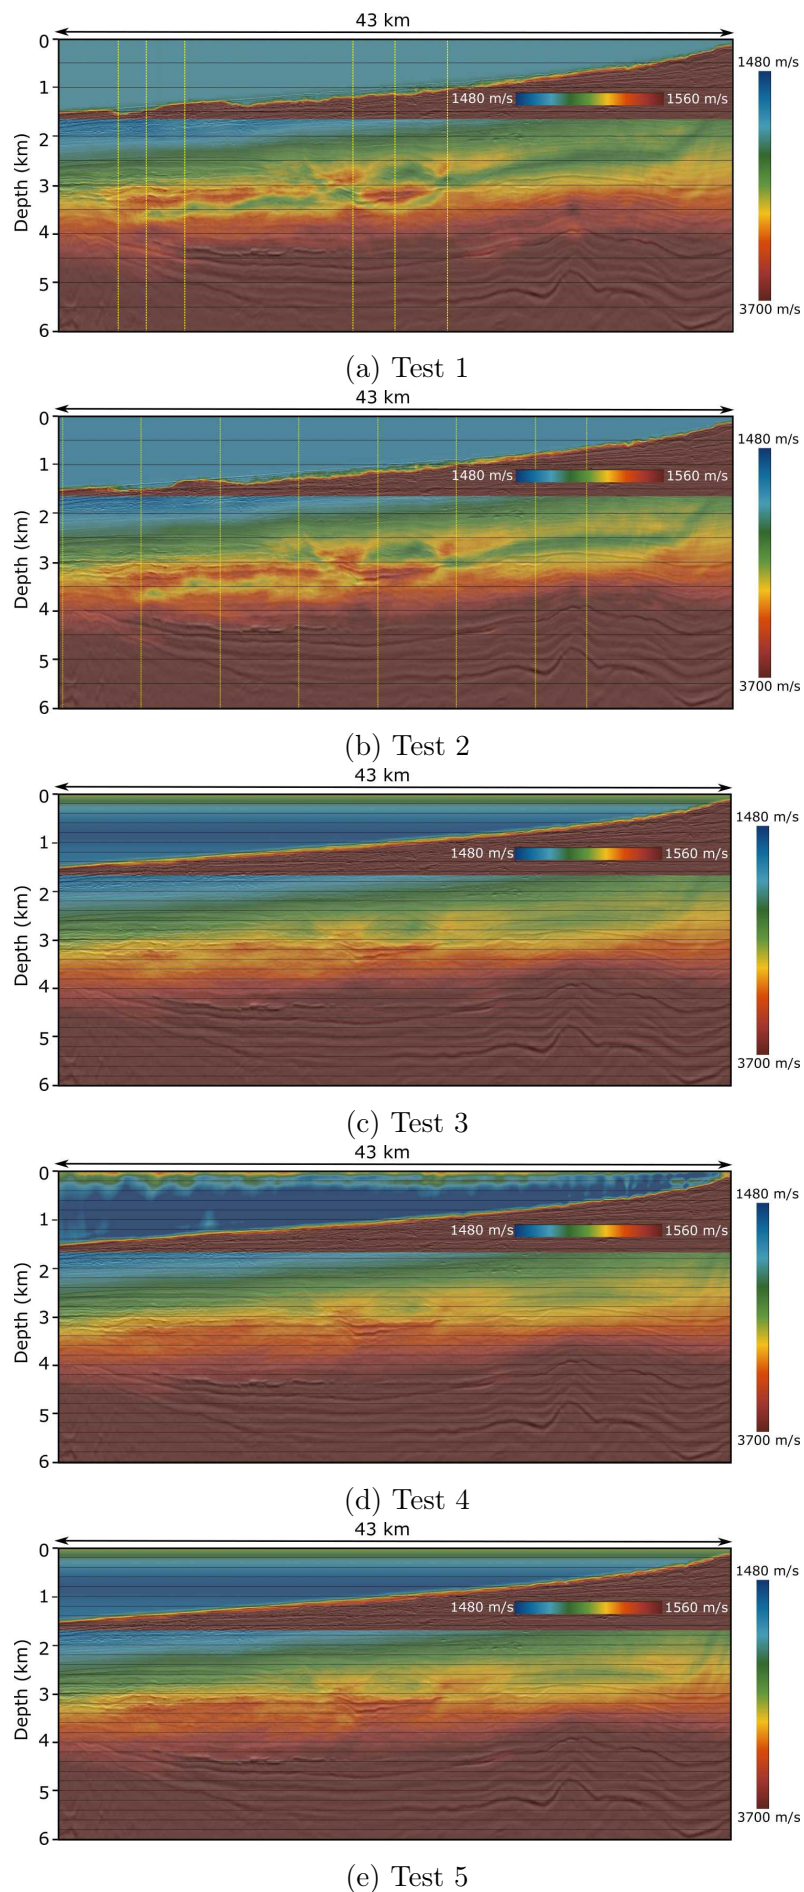 43 km
0
1480 m/s
1
1480 m/s 1560 m/s
2
Depth (km)
3
4
5
3700 m/s
6
(a) Test 1
43 km
0
1480 m/s
1
1480 m/s 1560 m/s
2
Depth (km)
3
4
5
3700 m/s
6
(b) Test 2
43 km
0
1480 m/s
1
1480 m/s 1560 m/s
2
Depth (km)
3
4
5
3700 m/s
6
(c) Test 3
43 km
0
1480 m/s
1
1480 m/s 1560 m/s
2
Depth (km)
3
4
5
3700 m/s
6
(d) Test 4
43 km
0
1480 m/s
1
1480 m/s 1560 m/s
2
Depth (km)
3
4
5
3700 m/s
6
(e) Test 5